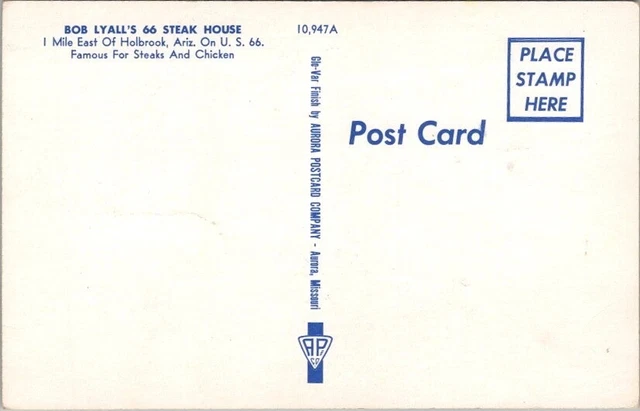 BOB LYALL'S 66 STEAK HOUSE
1 Mile East Of Holbrook, Ariz. On U. S. 66.
Famous For Steaks And Chicken
10,947A
Glo-Var Finish by AURORA POSTCARD COMPANY - Aurora, Missouri
A.P.
CO.
Post Card
PLACE
STAMP
HERE